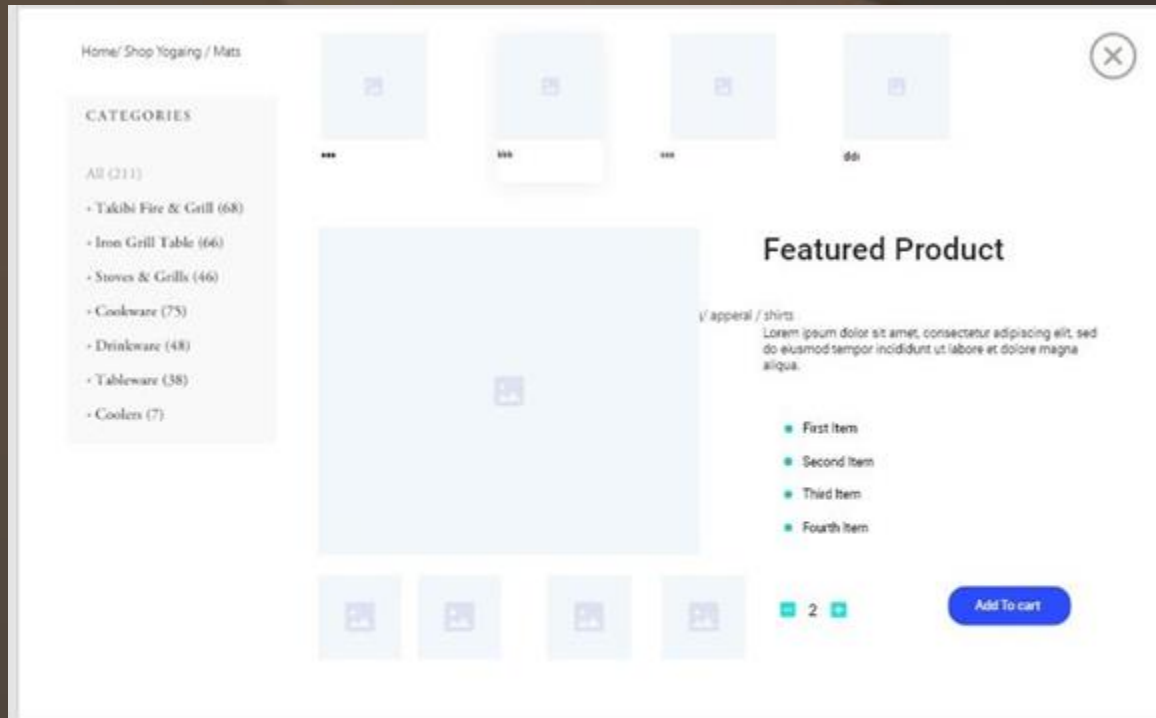 Home/ Shop Yogaing / Mats
CATEGORIES
All (211)
- Takibi Fire & Grill (68)
- Iron Grill Table (66)
- Stoves & Grills (46)
- Cookware (75)
- Drinkware (48)
- Tableware (38)
- Coolers (7)
Featured Product
/ apperal / shirts
Lorem ipsum dolor sit amet, consectetur adipiscing elit, sed
do eiusmod tempor incididunt ut labore et dolore magna
aliqua.
First Item
Second Item
Third Item
Fourth Item
2
Add To cart